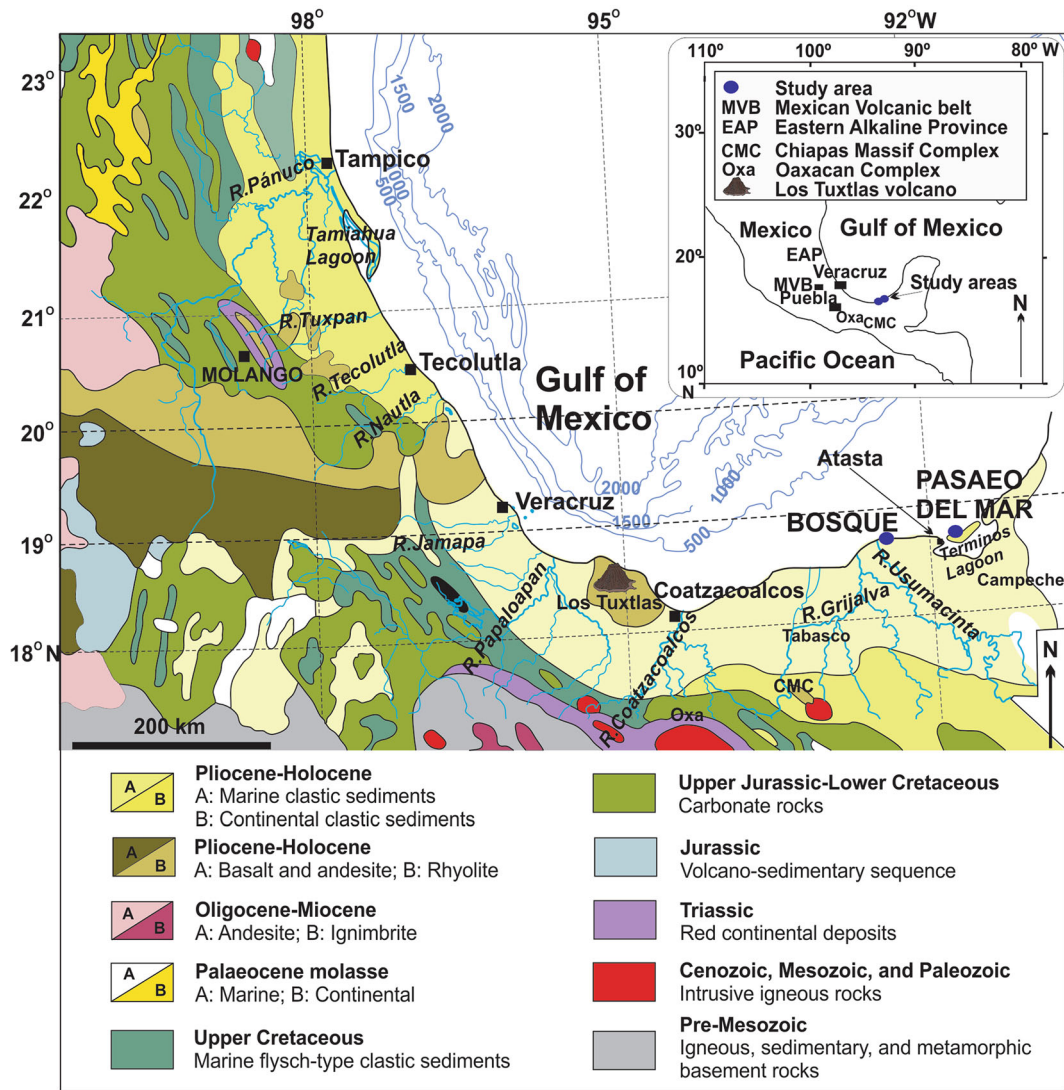 98°
95°
92°W
23°
22°
21°
20°
19°
18° N
1500
2000
1000
500
R.Pánuco
Tampico
Tamiahua
Lagoon
R.Tuxpan
MOLANGO
R.Tecolutla
Tecolutla
R.Nautla
Gulf of
Mexico
2000
1500
1000
500
Veracruz
R.Jamapa
R.Papaloapan
Los Tuxtlas
Coatzacoalcos
R.Coatzacoalcos
Atasta
PASAEO
DEL MAR
BOSQUE
Terminos
Lagoon
Campeche
R.Usumacinta
R.Grijalva
Tabasco
CMC
Oxa
N
200 km
110°
100°
90°
80° W
30°
20°
10°
N
Study area
MVB Mexican Volcanic belt
EAP Eastern Alkaline Province
CMC Chiapas Massif Complex
Oxa Oaxacan Complex
Los Tuxtlas volcano
Mexico
Gulf of Mexico
EAP
Veracruz
MVB
Puebla
Study areas
Oxa
CMC
N
Pacific Ocean
A
B
Pliocene-Holocene
A: Marine clastic sediments
B: Continental clastic sediments
A
B
Pliocene-Holocene
A: Basalt and andesite; B: Rhyolite
A
B
Oligocene-Miocene
A: Andesite; B: Ignimbrite
A
B
Palaeocene molasse
A: Marine; B: Continental
Upper Cretaceous
Marine flysch-type clastic sediments
Upper Jurassic-Lower Cretaceous
Carbonate rocks
Jurassic
Volcano-sedimentary sequence
Triassic
Red continental deposits
Cenozoic, Mesozoic, and Paleozoic
Intrusive igneous rocks
Pre-Mesozoic
Igneous, sedimentary, and metamorphic
basement rocks